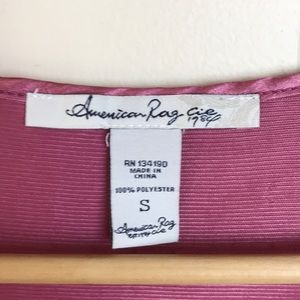 American Rag Cie
1984
RN 134190
MADE IN
CHINA
100% POLYESTER
S
American Rag